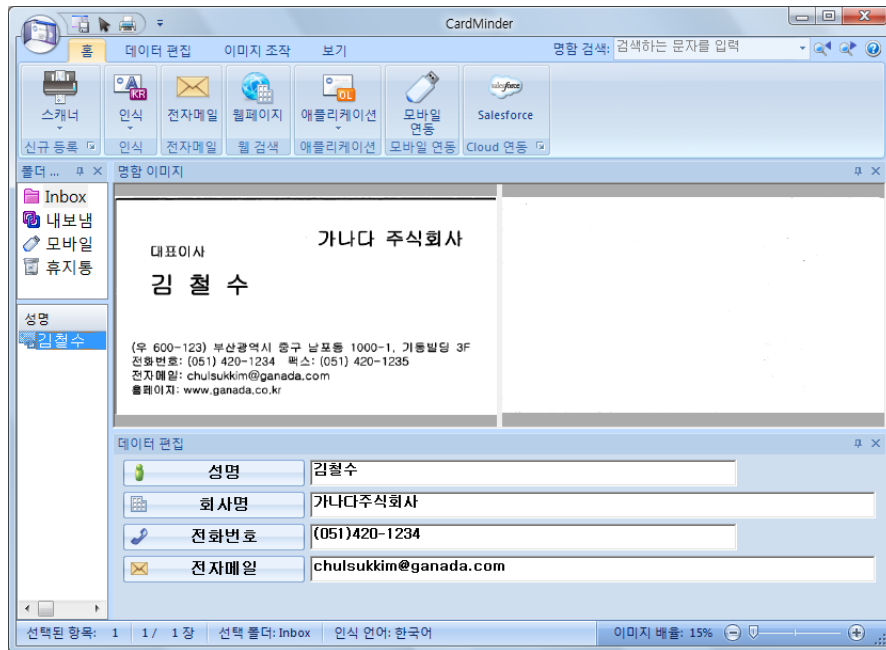 CardMinder
홈 데이터 편집 이미지 조작 보기 명함 검색: 검색하는 문자를 입력
KR OL salesforce
스캐너 인식 전자메일 웹페이지 애플리케이션 모바일 연동 Salesforce
신규 등록 인식 전자메일 웹 검색 애플리케이션 모바일 연동 Cloud 연동
폴더 ... 명함 이미지
Inbox
내보냄
모바일
휴지통
성명
김철수
가나다 주식회사
대표이사
김 철 수
(우 600-123) 부산광역시 중구 남포동 1000-1, 기동빌딩 3F
전화번호: (051) 420-1234 팩스: (051) 420-1235
전자메일: chulsukkim@ganada.com
홈페이지: www.ganada.co.kr
데이터 편집
성명 김철수
회사명 가나다주식회사
전화번호 (051)420-1234
전자메일 chulsukkim@ganada.com
선택된 항목: 1 1/ 1 장 선택 폴더: Inbox 인식 언어: 한국어 이미지 배율: 15%